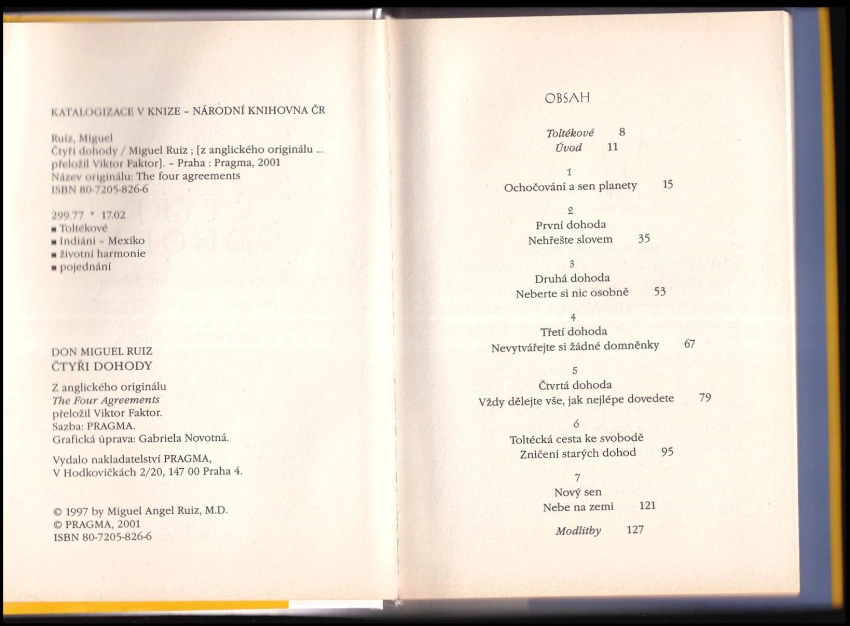 KATALOGIZACE V KNIZE – NÁRODNÍ KNIHOVNA ČR
Ruiz, Miguel
Čtyři dohody / Miguel Ruiz ; [z anglického originálu ...
přeložil Viktor Faktor]. – Praha : Pragma, 2001
Název originálu: The four agreements
ISBN 80-7205-826-6
299.77 * 17.02
▪ Toltékové
▪ Indiáni – Mexiko
▪ životní harmonie
▪ pojednání
DON MIGUEL RUIZ
ČTYŘI DOHODY
Z anglického originálu
The Four Agreements
přeložil Viktor Faktor.
Sazba: PRAGMA.
Grafická úprava: Gabriela Novotná.
Vydalo nakladatelství PRAGMA,
V Hodkovičkách 2/20, 147 00 Praha 4.
© 1997 by Miguel Angel Ruiz, M.D.
© PRAGMA, 2001
ISBN 80-7205-826-6
OBSAH
Toltékové 8
Úvod 11
1
Ochočování a sen planety 15
2
První dohoda
Nehřešte slovem 35
3
Druhá dohoda
Neberte si nic osobně 53
4
Třetí dohoda
Nevytvářejte si žádné domněnky 67
5
Čtvrtá dohoda
Vždy dělejte vše, jak nejlépe dovedete 79
6
Toltécká cesta ke svobodě
Zničení starých dohod 95
7
Nový sen
Nebe na zemi 121
Modlitby 127